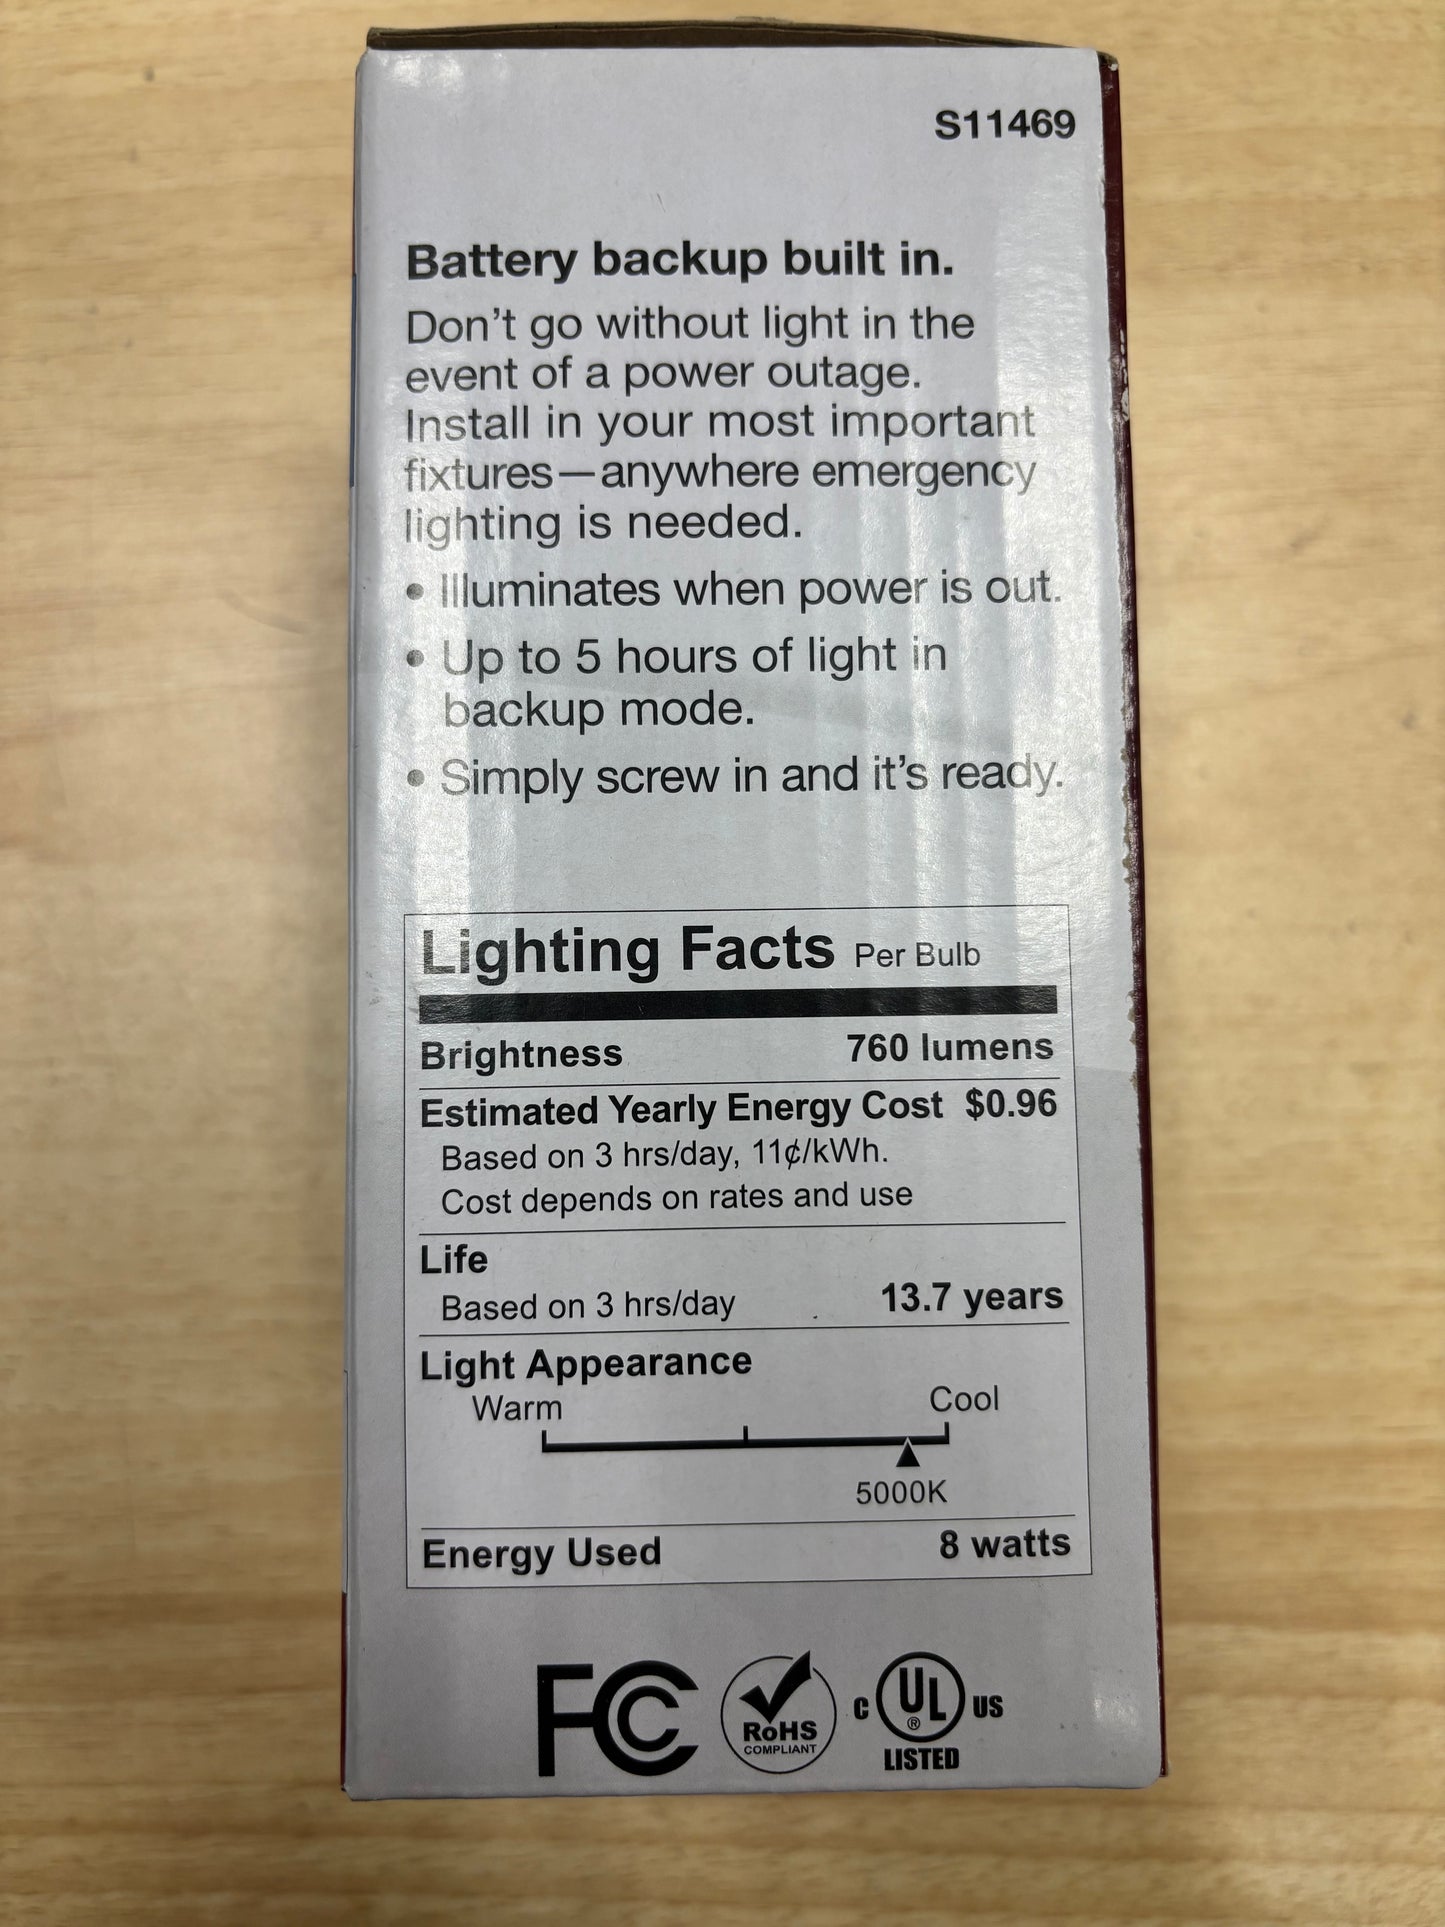 S11469
Battery backup built in.
Don't go without light in the
event of a power outage.
Install in your most important
fixtures—anywhere emergency
lighting is needed.
• Illuminates when power is out.
• Up to 5 hours of light in
backup mode.
• Simply screw in and it's ready.
Lighting Facts Per Bulb
Brightness 760 lumens
Estimated Yearly Energy Cost $0.96
Based on 3 hrs/day, 11¢/kWh.
Cost depends on rates and use
Life
Based on 3 hrs/day 13.7 years
Light Appearance
Warm Cool
5000K
Energy Used 8 watts
FC RoHS COMPLIANT C UL ® US LISTED